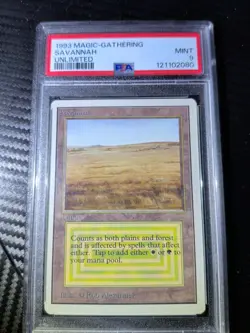 1993 MAGIC-GATHERING
SAVANNAH
MINT
UNLIMITED
9
PSA
121102080
Counts as both plains and forest
and is affected by spells that affect
either. Tap to add either or to
your mana pool.